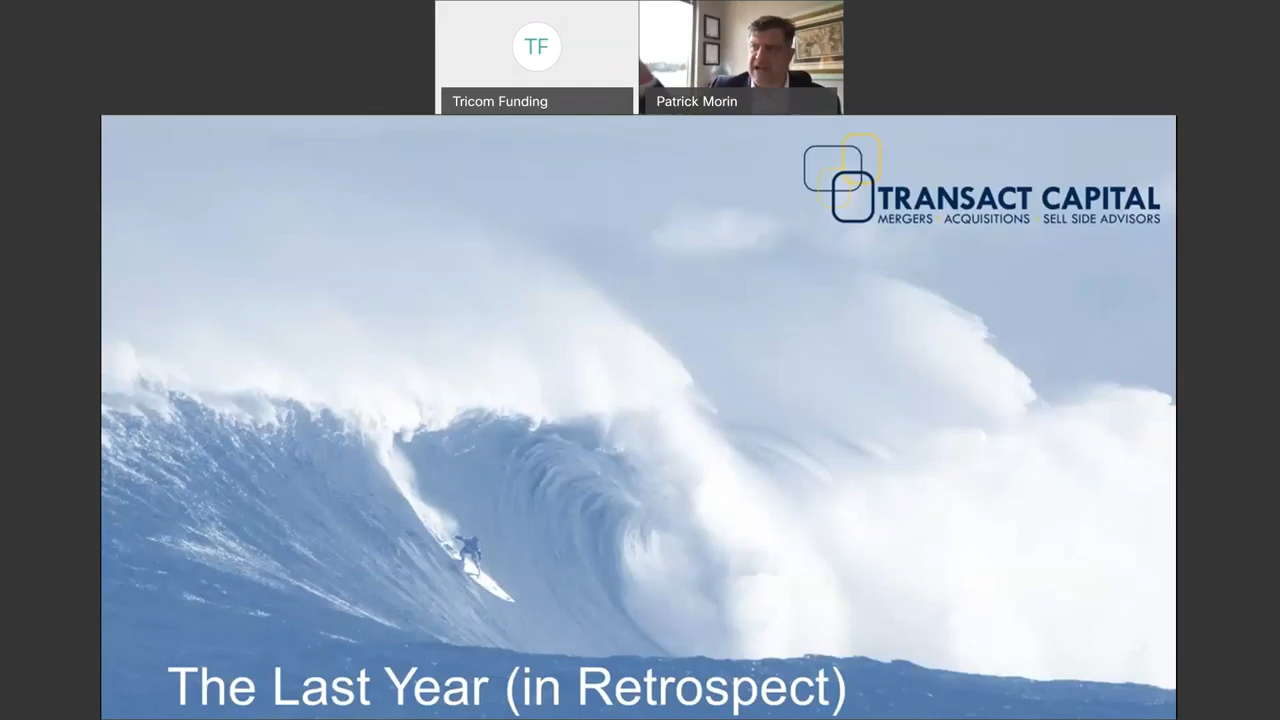 TF
Tricom Funding
Patrick Morin
TRANSACT CAPITAL
MERGERS ACQUISITIONS SELL SIDE ADVISORS
The Last Year (in Retrospect)